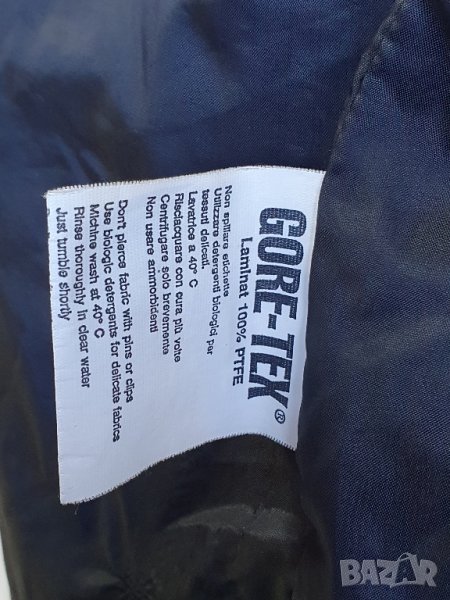 GORE-TEX®
Laminat 100% PTFE
Non spillare etichette
Utilizzare detergenti biologici per
tessuti delicati.
Lavatrice a 40° C
Risciacquare con cura più volte
Centrifugare solo brevemente
Non usare ammorbidenti
Don't pierce fabric with pins or clips
Use biologic detergents for delicate fabrics
Michine wash at 40° C
Rinse thoroughly in clear water
Just tumble shortly
BAZAR